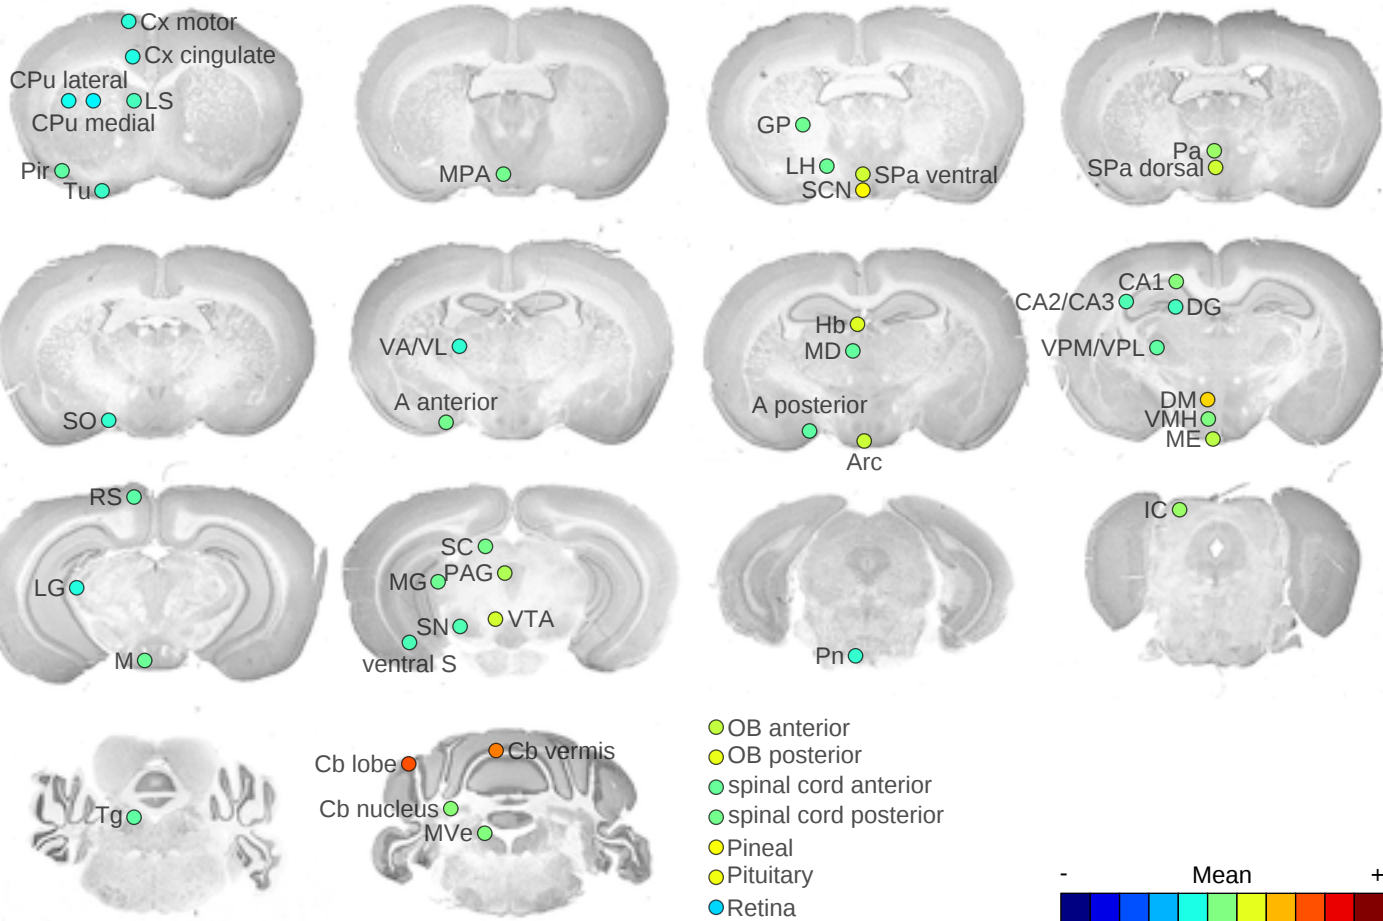 Cx motor
Cx cingulate
CPu lateral
LS
CPu medial
Pir
Tu
MPA
GP
LH
SPa ventral
SCN
Pa
SPa dorsal
SO
VA/VL
A anterior
Hb
MD
A posterior
Arc
CA1
CA2/CA3
DG
VPM/VPL
DM
VMH
ME
RS
LG
M
SC
MG
PAG
SN
VTA
ventral S
Pn
IC
Tg
Cb lobe
Cb vermis
Cb nucleus
MVe
OB anterior
OB posterior
spinal cord anterior
spinal cord posterior
Pineal
Pituitary
Retina
- Mean +